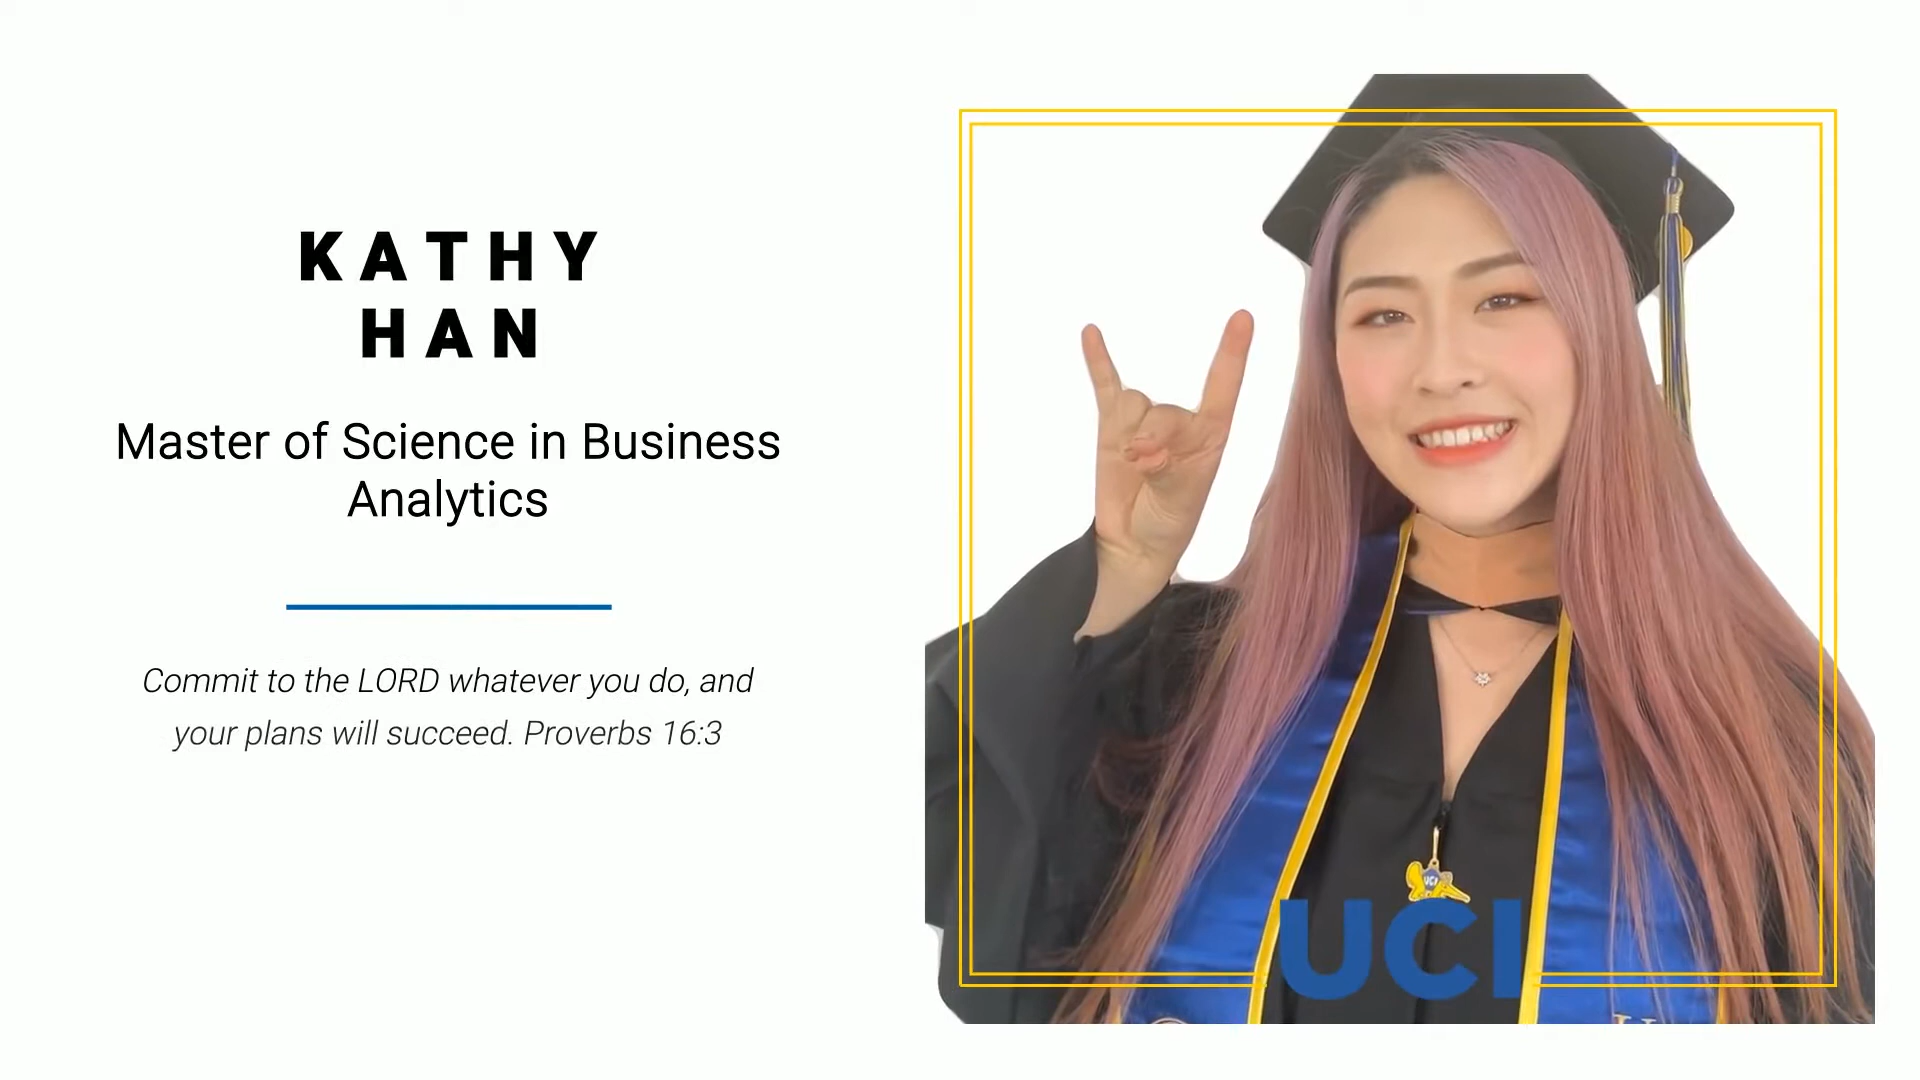 KATHY
HAN
Master of Science in Business
Analytics
Commit to the LORD whatever you do, and
your plans will succeed. Proverbs 16:3
UCI
UCI